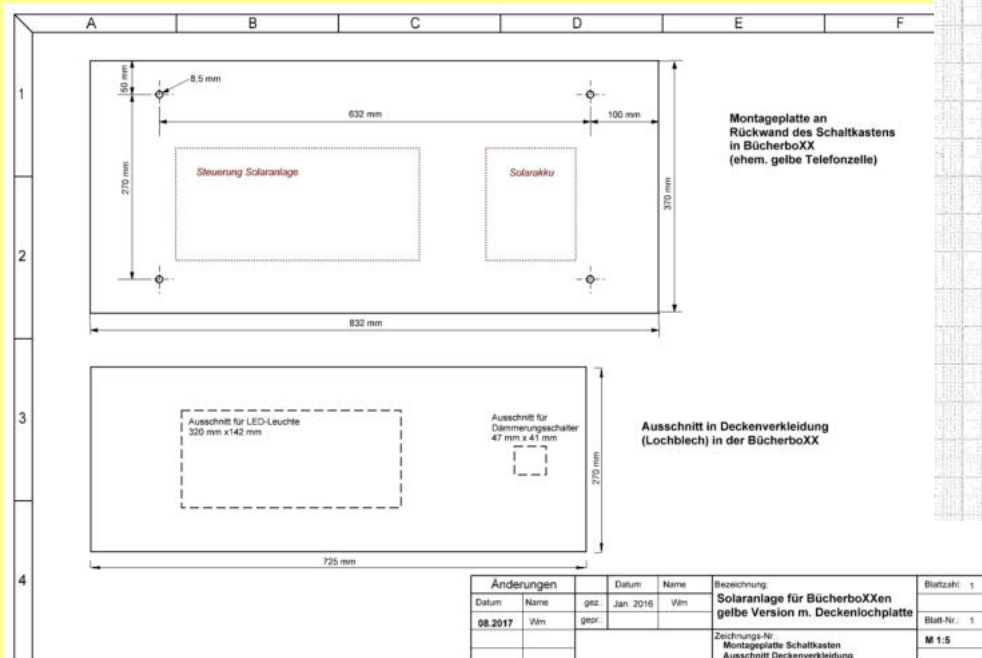 A B C D E F
1
50 mm
8,5 mm
632 mm
100 mm
Montageplatte an
Rückwand des Schaltkastens
in BücherboXX
(ehem. gelbe Telefonzelle)
270 mm
Steuerung Solaranlage
Solarakku
370 mm
2
832 mm
3
Ausschnitt für LED-Leuchte
320 mm x142 mm
Ausschnitt für
Dammerungsschalter
47 mm x 41 mm
270 mm
Ausschnitt in Deckenverkleidung
(Lochblech) in der BücherboXX
725 mm
4
Änderungen Datum Name Bezeichnung: Blattzahl: 1
Datum Name gez. Jan. 2016 Wm Solaranlage für BücherboXXen
gelbe Version m. Deckenlochplatte
08.2017 Wm gepr.: Blatt-Nr.: 1
Zeichnungs-Nr.: M 1:5
Montageplatte Schaltkasten
Ausschnitt Deckenverkleidung